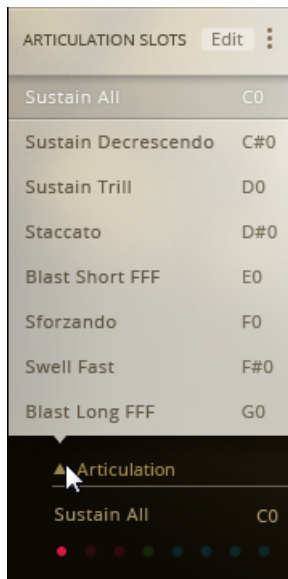 ARTICULATION SLOTS Edit
Sustain All C0
Sustain Decrescendo C#0
Sustain Trill D0
Staccato D#0
Blast Short FFF E0
Sforzando F0
Swell Fast F#0
Blast Long FFF G0
Articulation
Sustain All C0